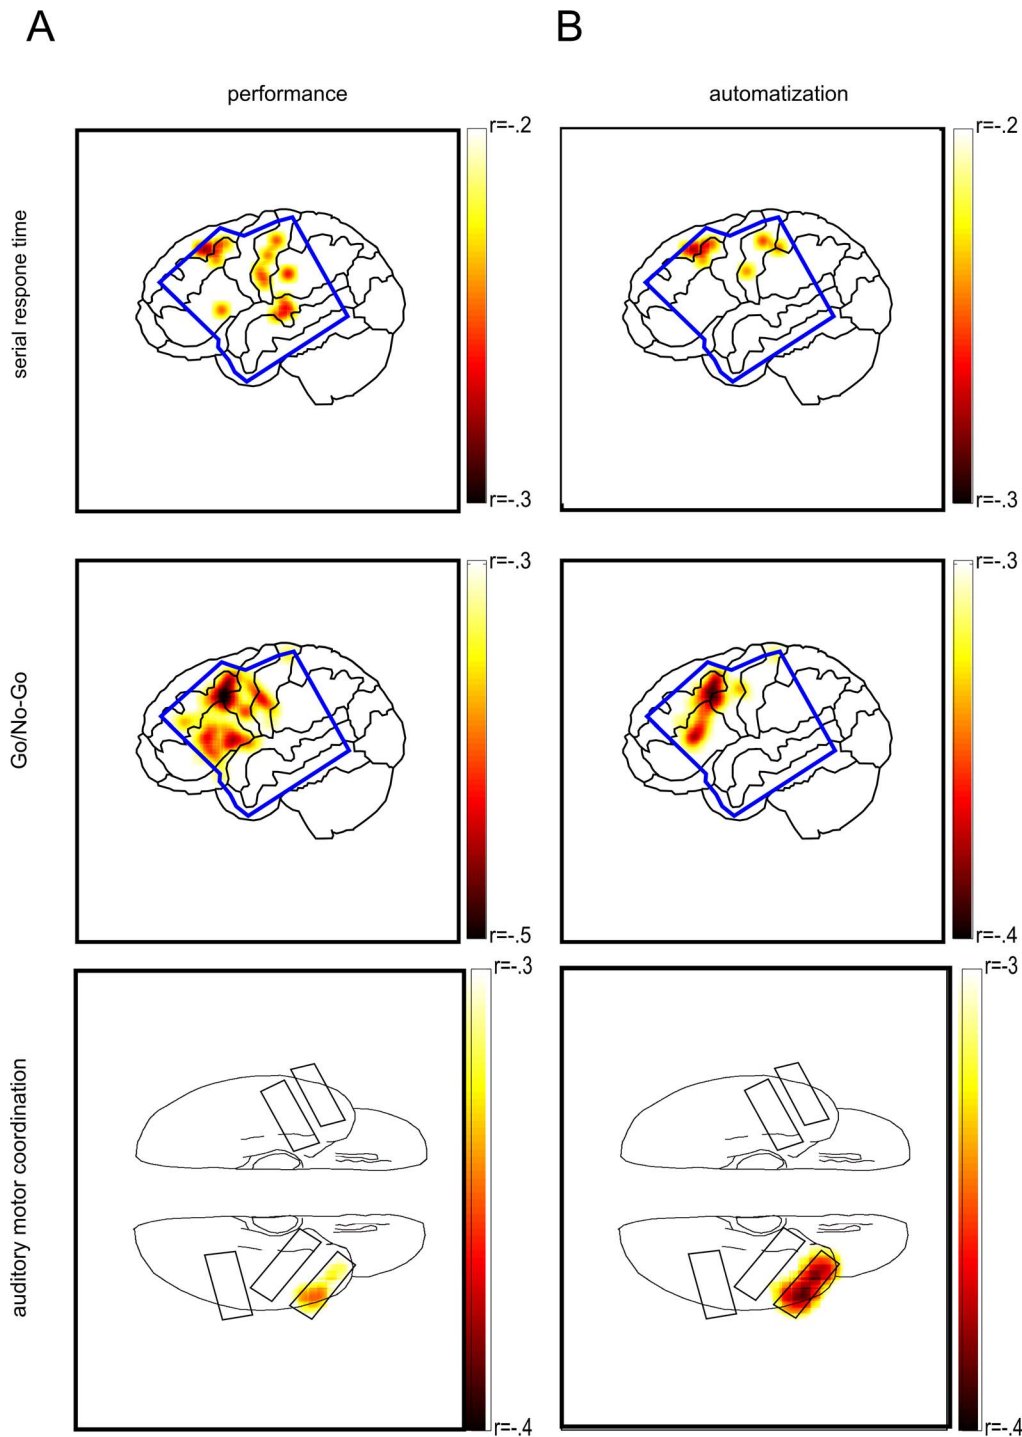 A
B
performance
automatization
serial respone time
r=-.2
r=-.3
r=-.2
r=-.3
Go/No-Go
r=-.3
r=-.5
r=-.3
r=-.4
auditory motor coordination
r=-.3
r=-.4
r=-3
r=-.4